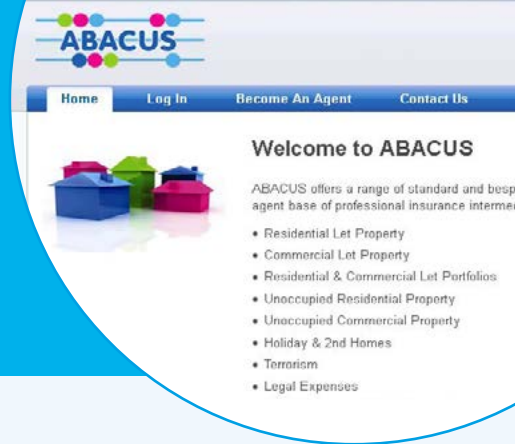 ABACUS
Home Log In Become An Agent Contact Us
Welcome to ABACUS
ABACUS offers a range of standard and
agent base of professional insurance
• Residential Let Property
• Commercial Let Property
• Residential & Commercial Let Portfolios
• Unoccupied Residential Property
• Unoccupied Commercial Property
• Holiday & 2nd Homes
• Terrorism
• Legal Expenses